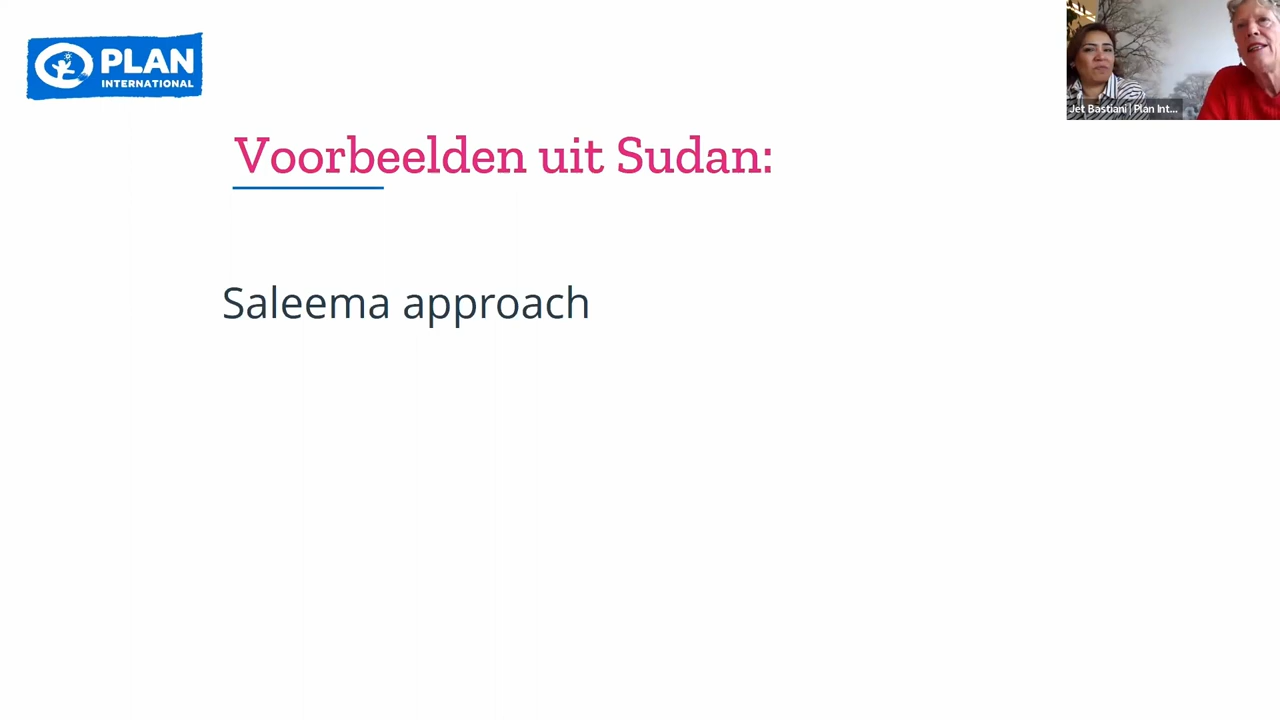 PLAN
INTERNATIONAL
Jet Bastiani | Plan Int...
Voorbeelden uit Sudan:
Saleema approach